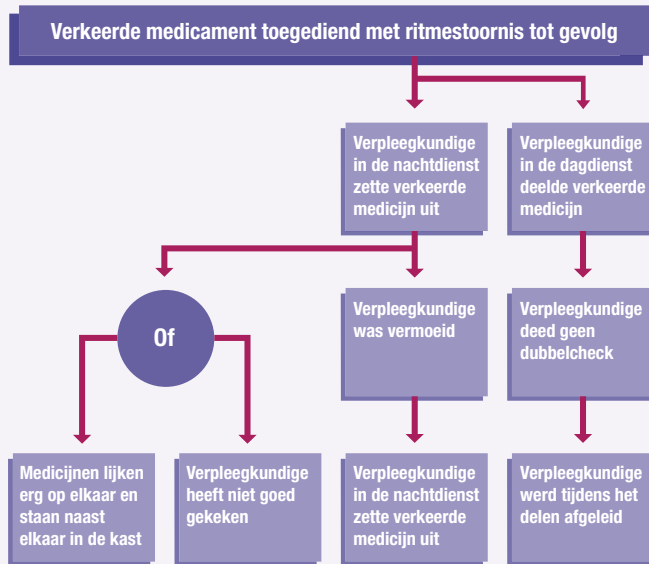 Verkeerde medicament toegediend met ritmestoornis tot gevolg
Verpleegkundige
in de nachtdienst
zette verkeerde
medicijn uit
Verpleegkundige
in de dagdienst
deelde verkeerde
medicijn
Of
Verpleegkundige
was vermoeid
Verpleegkundige
deed geen
dubbelcheck
Medicijnen lijken
erg op elkaar en
staan naast
elkaar in de kast
Verpleegkundige
heeft niet goed
gekeken
Verpleegkundige
in de nachtdienst
zette verkeerde
medicijn uit
Verpleegkundige
werd tijdens het
delen afgeleid